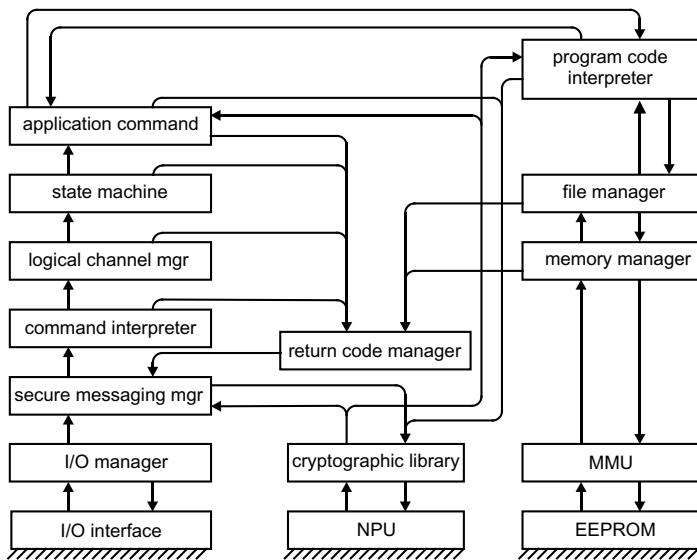 program code
interpreter
application command
state machine
file manager
logical channel mgr
memory manager
command interpreter
return code manager
secure messaging mgr
I/O manager
cryptographic library
MMU
I/O interface
NPU
EEPROM